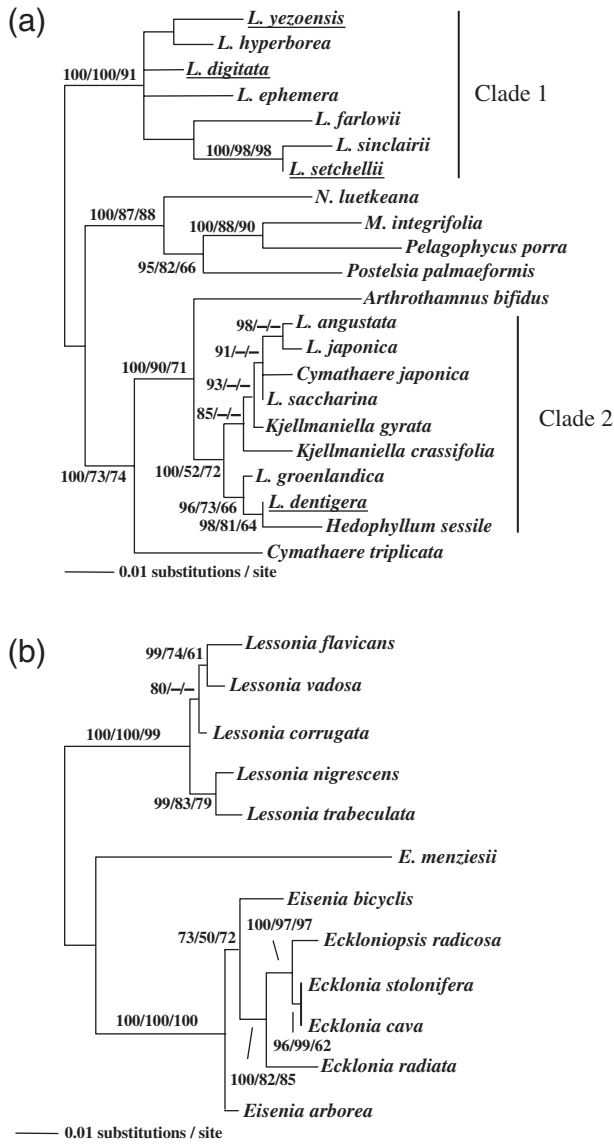 (a)
L. yezoensis
L. hyperborea
100/100/91
L. digitata
L. ephemera
Clade 1
L. farlowii
100/98/98
L. sinclairii
L. setchellii
N. luetkeana
100/87/88
100/88/90
M. integrifolia
Pelagophycus porra
95/82/66
Postelsia palmaeformis
Arthrothamnus bifidus
98/–/–
L. angustata
91/–/–
L. japonica
100/90/71
93/–/–
Cymathaere japonica
L. saccharina
85/–/–
Kjellmaniella gyrata
Clade 2
Kjellmaniella crassifolia
100/73/74
100/52/72
L. groenlandica
96/73/66
L. dentigera
98/81/64
Hedophyllum sessile
Cymathaere triplicata
0.01 substitutions / site
(b)
99/74/61
Lessonia flavicans
80/–/–
Lessonia vadosa
100/100/99
Lessonia corrugata
Lessonia nigrescens
99/83/79
Lessonia trabeculata
E. menziesii
Eisenia bicyclis
73/50/72
100/97/97
Eckloniopsis radicosa
Ecklonia stolonifera
100/100/100
Ecklonia cava
96/99/62
Ecklonia radiata
100/82/85
Eisenia arborea
0.01 substitutions / site